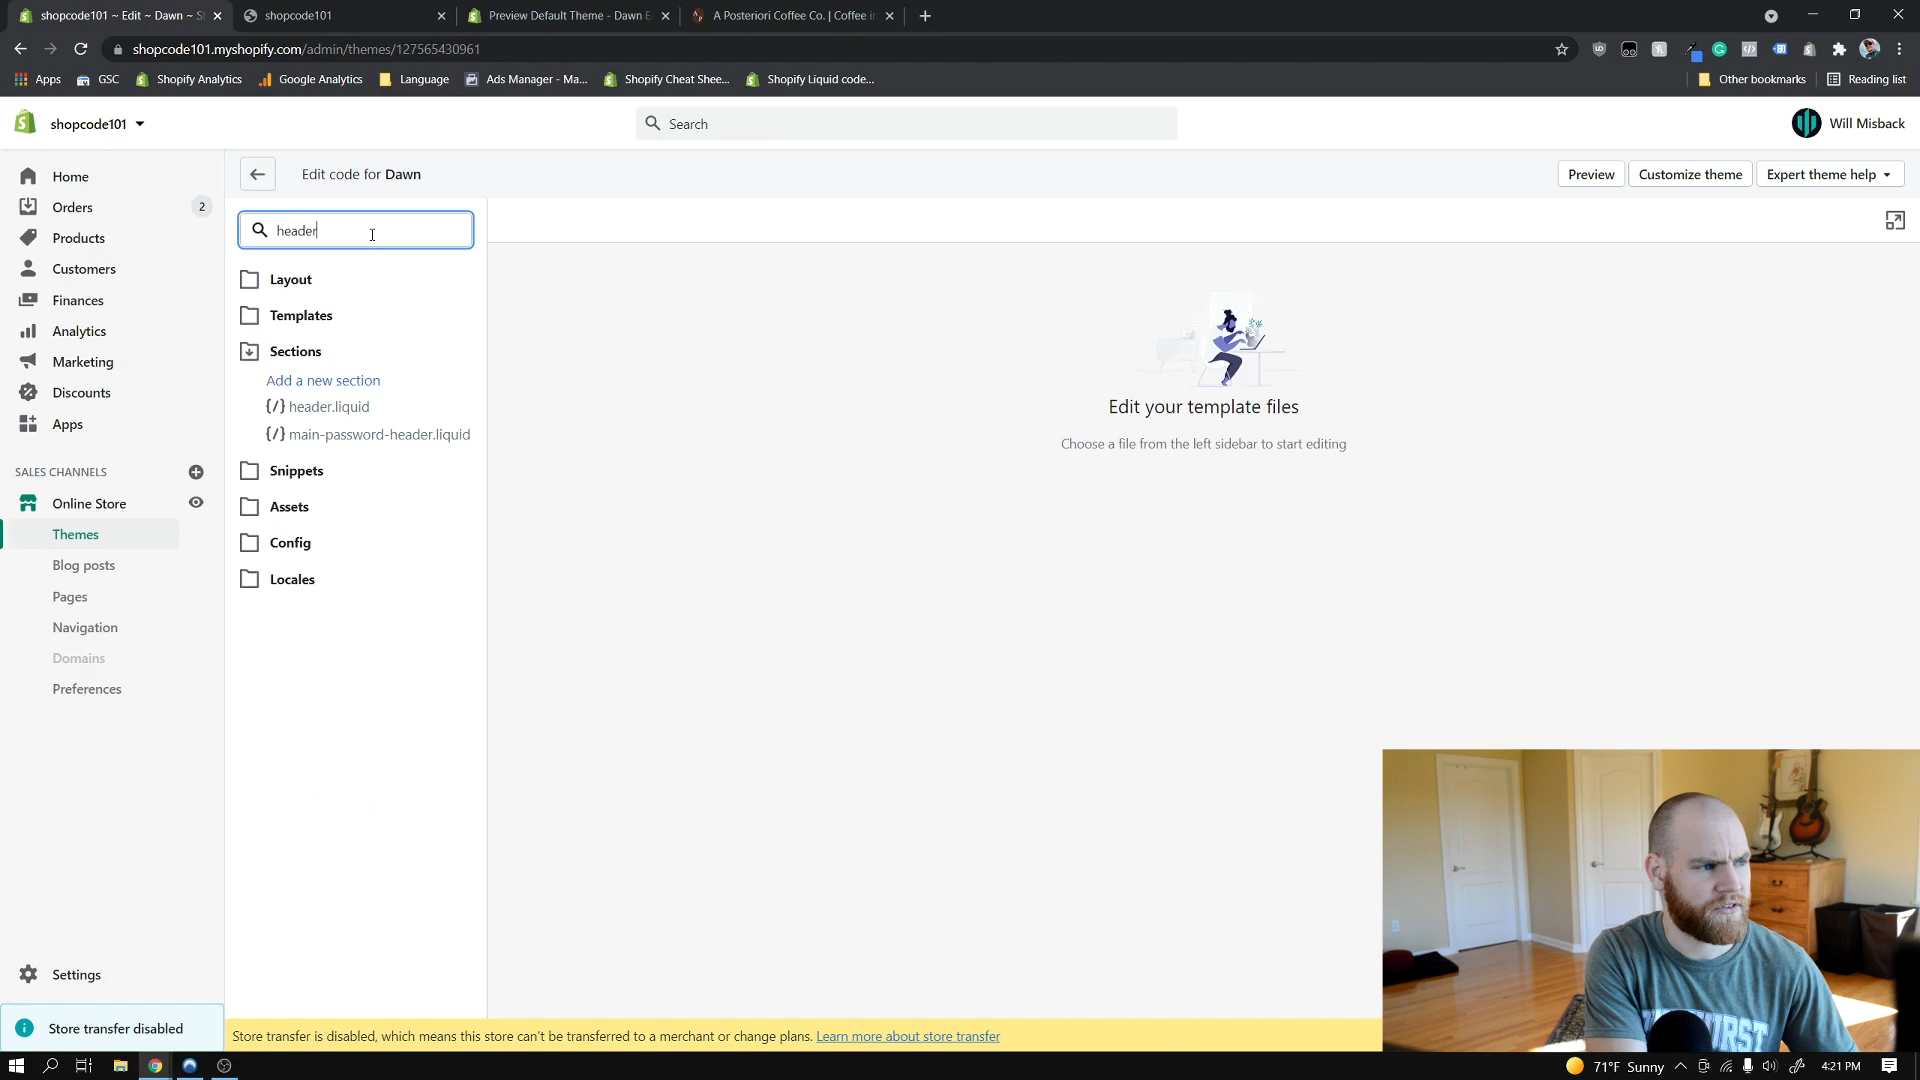 shopcode101 ~ Edit ~ Dawn ~ S
shopcode101
Preview Default Theme - Dawn E
A Posteriori Coffee Co. | Coffee in
shopcode101.myshopify.com/admin/themes/127565430961
Apps
GSC
Shopify Analytics
Google Analytics
Language
Ads Manager - Ma...
Shopify Cheat Shee...
Shopify Liquid code...
Other bookmarks
Reading list
shopcode101
Search
Will Misback
Home
Orders
2
Products
Customers
Finances
Analytics
Marketing
Discounts
Apps
SALES CHANNELS
Online Store
Themes
Blog posts
Pages
Navigation
Domains
Preferences
Settings
Store transfer disabled
Edit code for Dawn
Preview
Customize theme
Expert theme help
header
Layout
Templates
Sections
Add a new section
{/} header.liquid
{/} main-password-header.liquid
Snippets
Assets
Config
Locales
Edit your template files
Choose a file from the left sidebar to start editing
Store transfer is disabled, which means this store can't be transferred to a merchant or change plans. Learn more about store transfer
71°F Sunny
4:21 PM